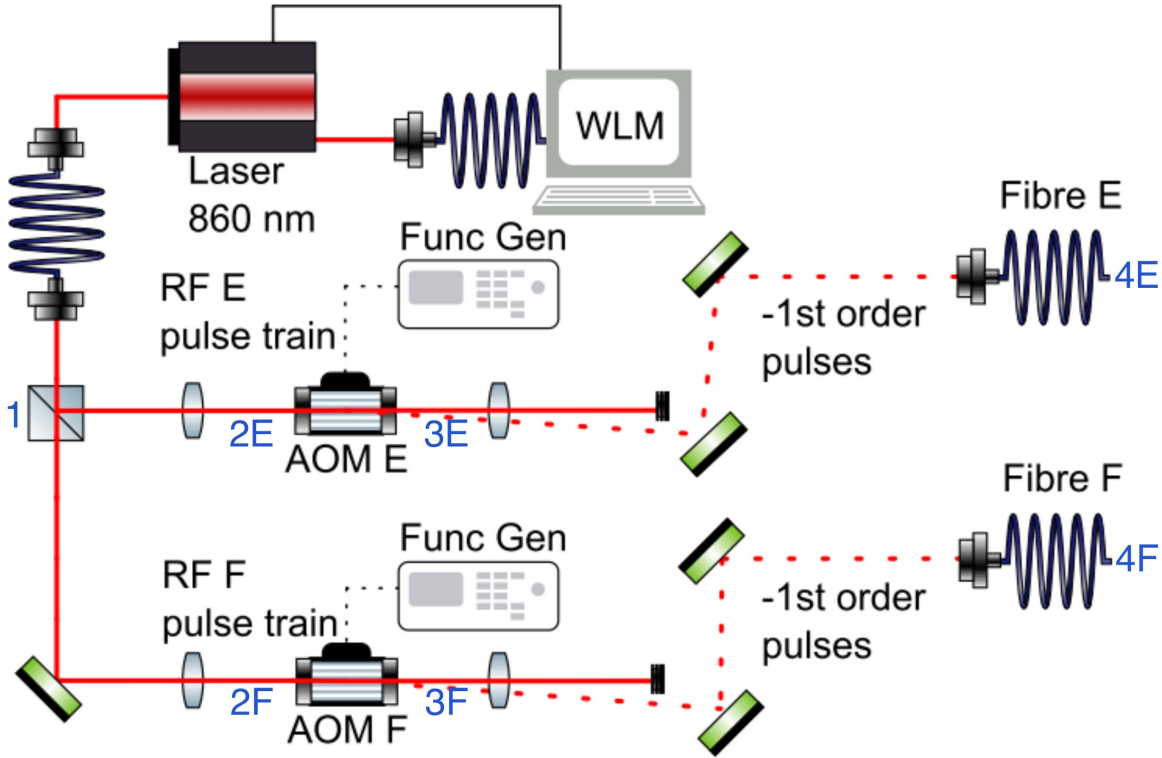 WLM
Laser
860 nm
Fibre E
Func Gen
4E
RF E
pulse train
-1st order
pulses
1
2E
3E
AOM E
Fibre F
Func Gen
4F
RF F
pulse train
-1st order
pulses
2F
3F
AOM F